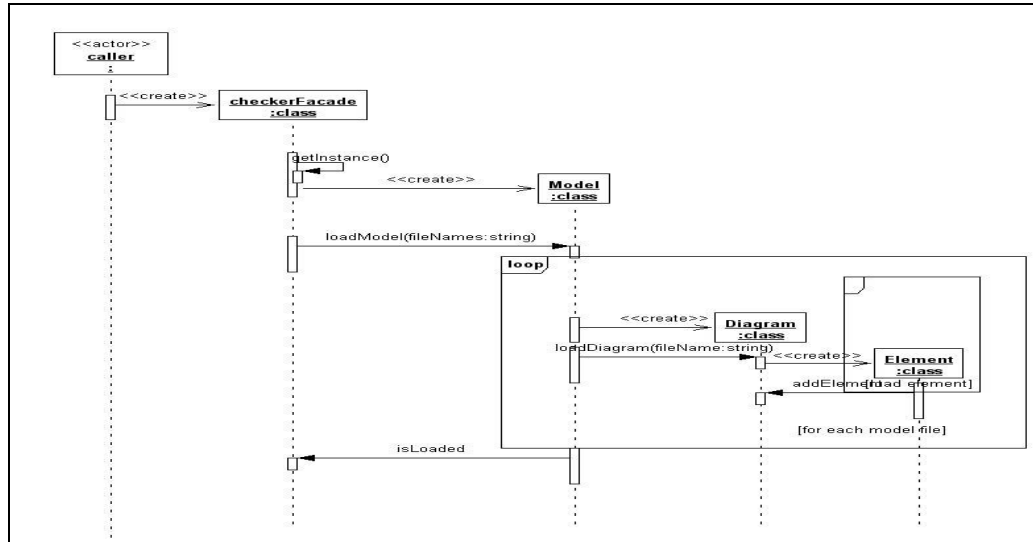 <<actor>>
caller
:
<<create>>
checkerFacade
:class
getInstance()
<<create>>
Model
:class
loadModel(fileNames:string)
loop
<<create>>
Diagram
:class
loadDiagram(fileName:string)
<<create>>
Element
:class
addElement
[load element]
[for each model file]
isLoaded